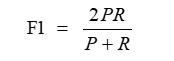 F1 = 2PR / P + R